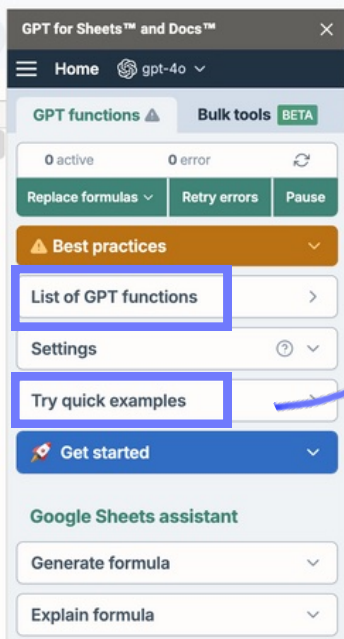 GPT for Sheets™ and Docs™
Home gpt-4o
GPT functions Bulk tools BETA
0 active 0 error
Replace formulas Retry errors Pause
Best practices
List of GPT functions
Settings
Try quick examples
Get started
Google Sheets assistant
Generate formula
Explain formula